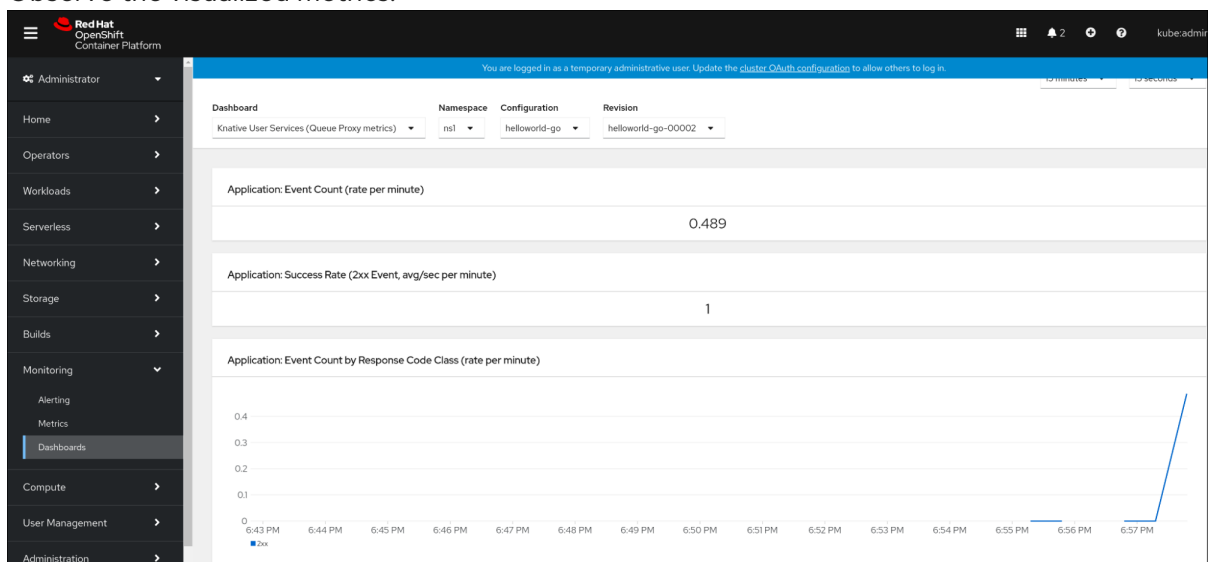 Observe the visualized metrics.
Red Hat
OpenShift
Container Platform
2
kube:admin
Administrator
You are logged in as a temporary administrative user. Update the cluster OAuth configuration to allow others to log in.
15 minutes
15 seconds
Dashboard
Namespace
Configuration
Revision
Knative User Services (Queue Proxy metrics)
ns1
helloworld-go
helloworld-go-00002
Home
Operators
Workloads
Serverless
Networking
Storage
Builds
Monitoring
Alerting
Metrics
Dashboards
Compute
User Management
Administration
Application: Event Count (rate per minute)
0.489
Application: Success Rate (2xx Event, avg/sec per minute)
1
Application: Event Count by Response Code Class (rate per minute)
0.4
0.3
0.2
0.1
0
6:43 PM 6:44 PM 6:45 PM 6:46 PM 6:47 PM 6:48 PM 6:49 PM 6:50 PM 6:51 PM 6:52 PM 6:53 PM 6:54 PM 6:55 PM 6:56 PM 6:57 PM
2xx